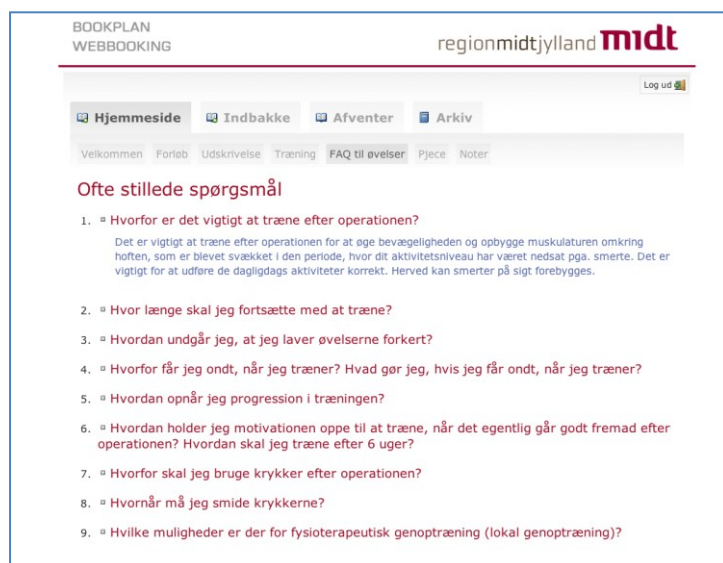 BOOKPLAN
WEBBOOKING
regionmidtjylland midt
Log ud
Hjemmeside Indbakke Afventer Arkiv
Velkommen Forløb Udskrivelse Træning FAQ til øvelser Pjece Noter
Ofte stillede spørgsmål
1. Hvorfor er det vigtigt at træne efter operationen?
Det er vigtigt at træne efter operationen for at øge bevægeligheden og opbygge muskulaturen omkring
hoften, som er blevet svækket i den periode, hvor dit aktivitetsniveau har været nedsat pga. smerte. Det er
vigtigt for at udføre de dagligdags aktiviteter korrekt. Herved kan smerter på sigt forebygges.
2. Hvor længe skal jeg fortsætte med at træne?
3. Hvordan undgår jeg, at jeg laver øvelserne forkert?
4. Hvorfor får jeg ondt, når jeg træner? Hvad gør jeg, hvis jeg får ondt, når jeg træner?
5. Hvordan opnår jeg progression i træningen?
6. Hvordan holder jeg motivationen oppe til at træne, når det egentlig går godt fremad efter
operationen? Hvordan skal jeg træne efter 6 uger?
7. Hvorfor skal jeg bruge krykker efter operationen?
8. Hvornår må jeg smide krykkerne?
9. Hvilke muligheder er der for fysioterapeutisk genoptræning (lokal genoptræning)?